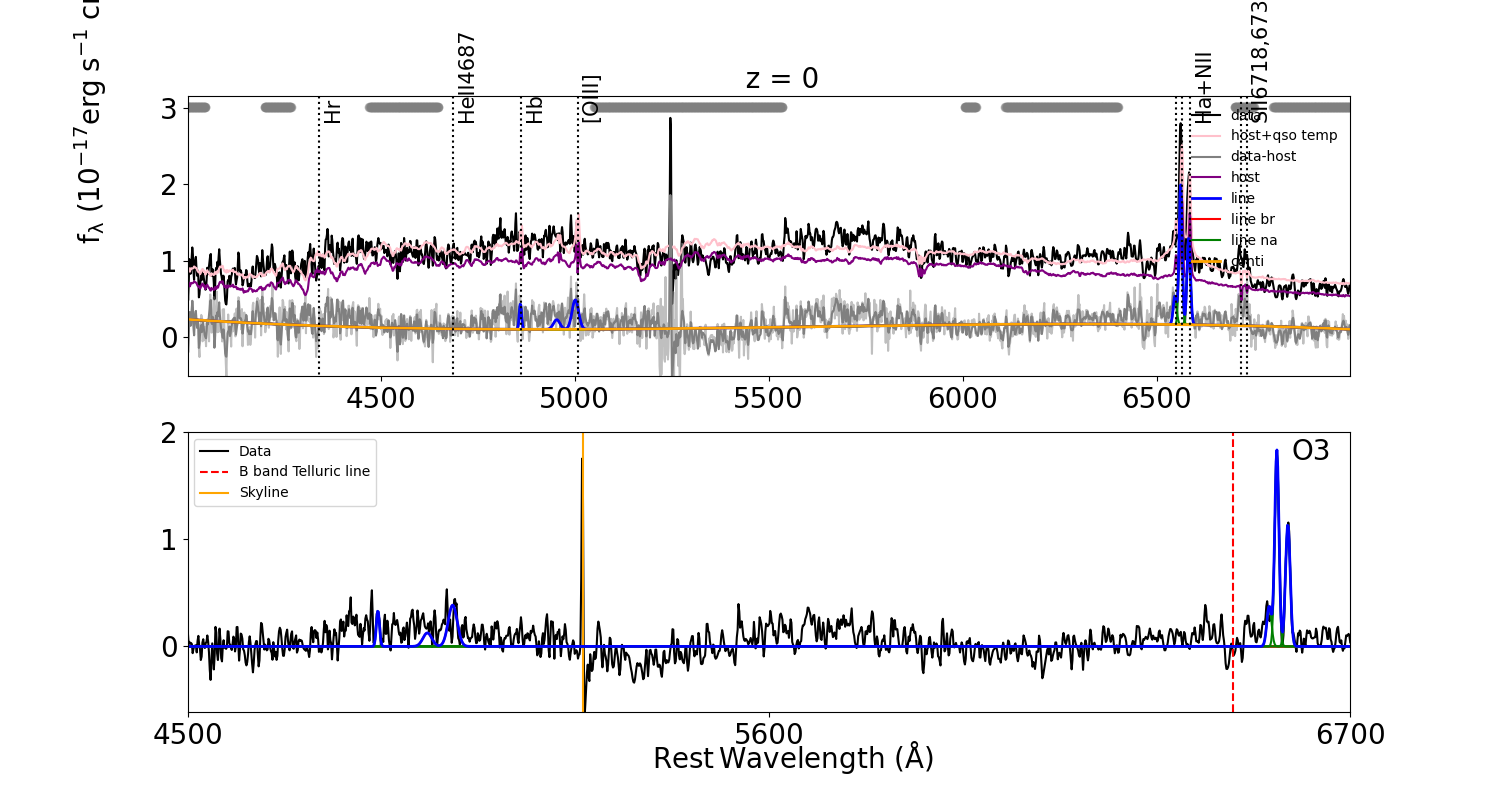 z = 0
fλ (10−17erg s−1 c
Hr
HeII4687
Hb
[OIII]
Ha+NII
SII6718,673
data
host+qso temp
data-host
host
line
line br
line na
conti
3
2
1
0
4500 5000 5500 6000 6500
Data
B band Telluric line
Skyline
O3
2
1
0
4500 5600 6700
Rest Wavelength (Å)